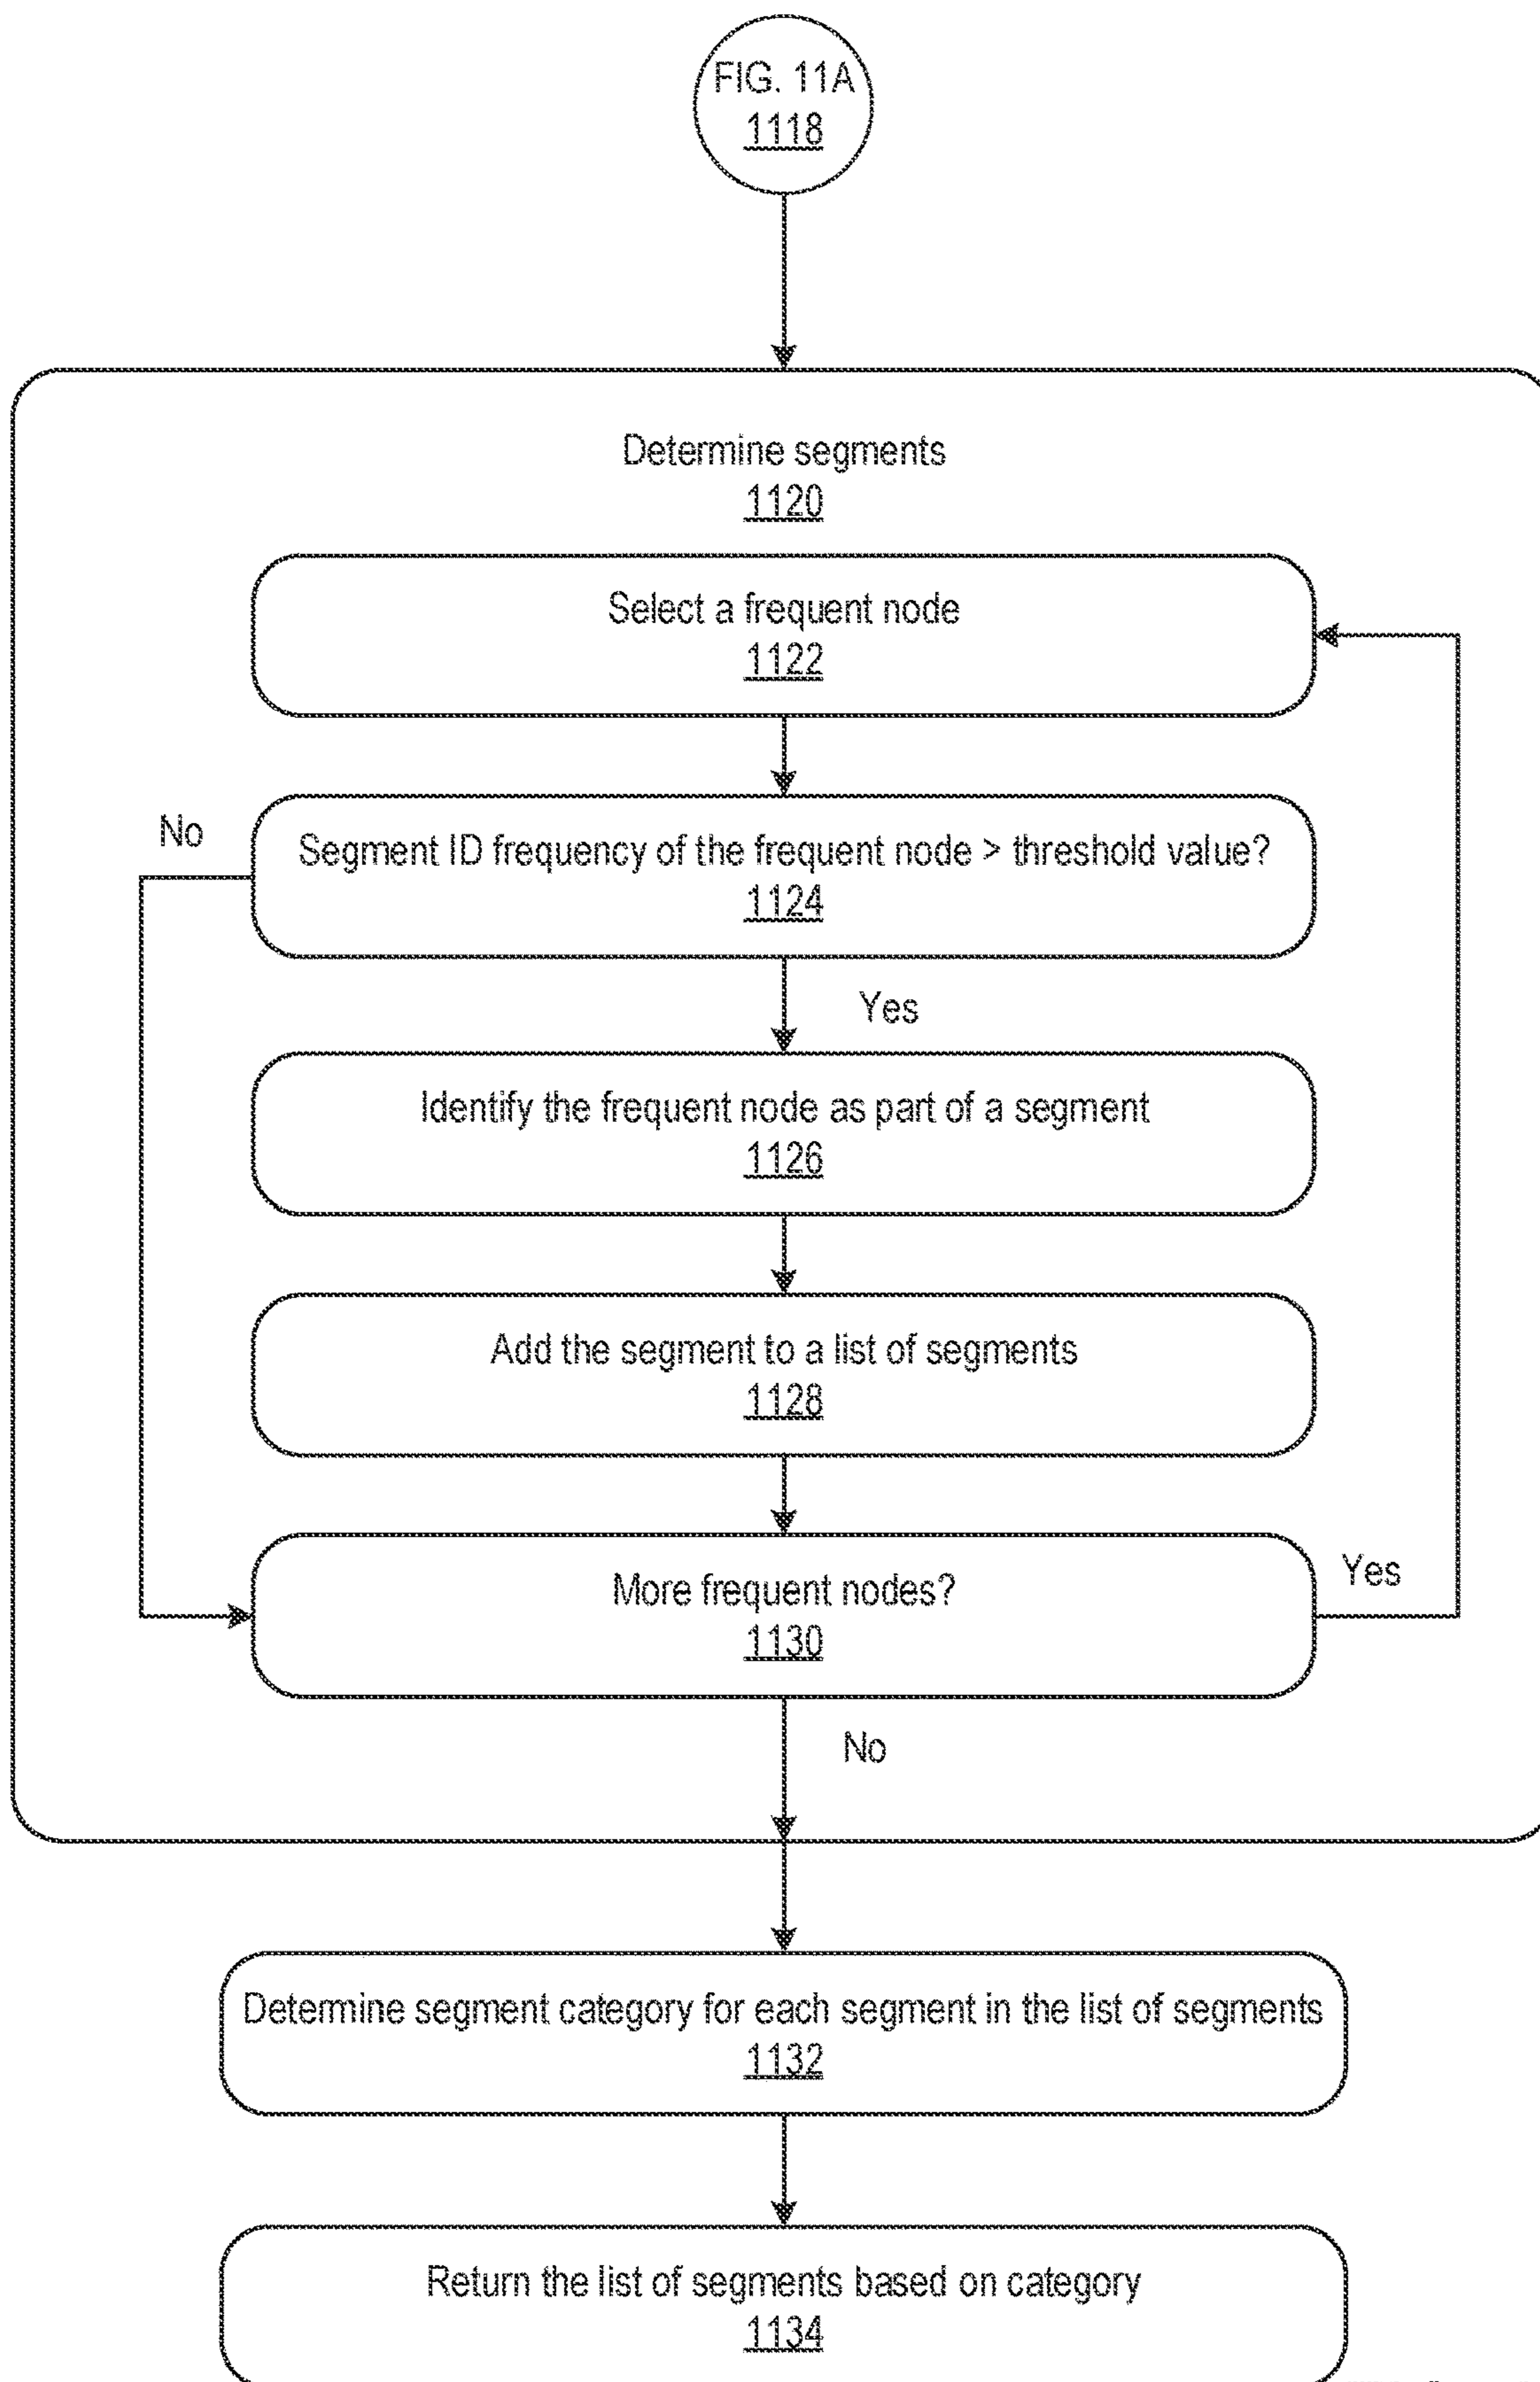 FIG. 11A
1118
Determine segments
1120
Select a frequent node
1122
No
Segment ID frequency of the frequent node > threshold value?
1124
Yes
Identify the frequent node as part of a segment
1126
Add the segment to a list of segments
1128
More frequent nodes?
1130
Yes
No
Determine segment category for each segment in the list of segments
1132
Return the list of segments based on category
1134